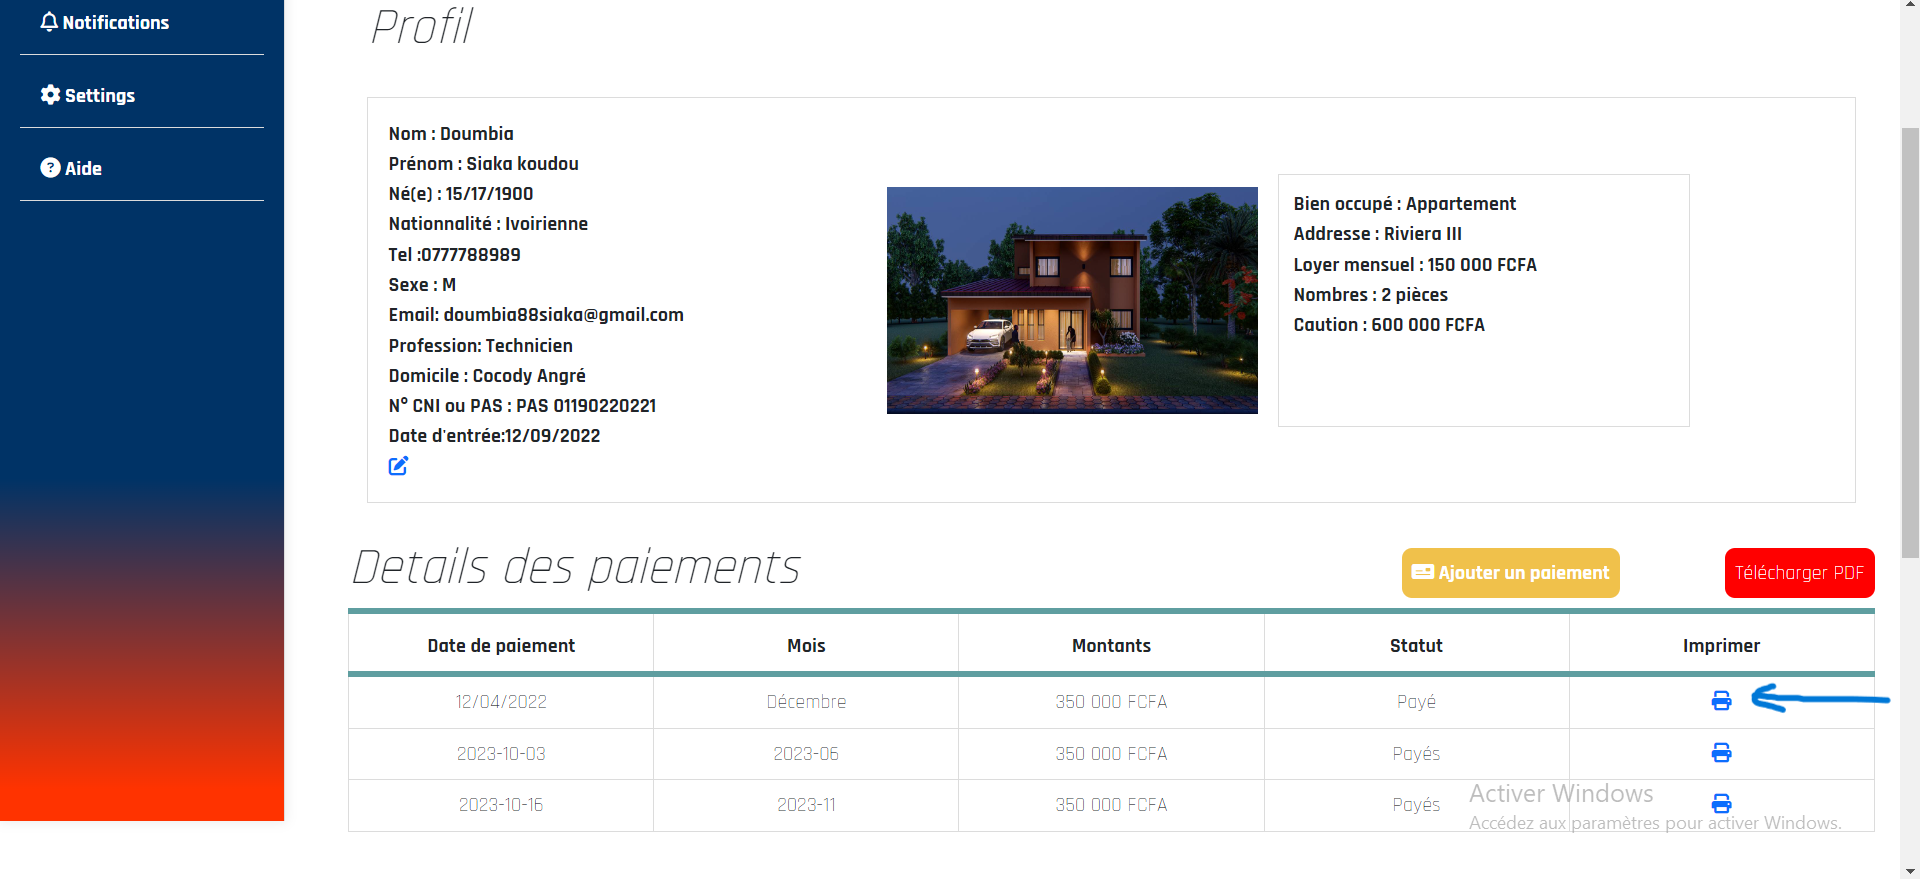 Notifications
Settings
Aide
Profil
Nom : Doumbia
Prénom : Siaka koudou
Né(e) : 15/17/1900
Nationnalité : Ivoirienne
Tel :0777788989
Sexe : M
Email: doumbia88siaka@gmail.com
Profession: Technicien
Domicile : Cocody Angré
N° CNI ou PAS : PAS 01190220221
Date d'entrée:12/09/2022
Bien occupé : Appartement
Addresse : Riviera III
Loyer mensuel : 150 000 FCFA
Nombres : 2 pièces
Caution : 600 000 FCFA
Details des paiements
Ajouter un paiement
Télécharger PDF
Date de paiement Mois Montants Statut Imprimer
12/04/2022 Décembre 350 000 FCFA Payé
2023-10-03 2023-06 350 000 FCFA Payés
2023-10-16 2023-11 350 000 FCFA Payés
Activer Windows
Accédez aux paramètres pour activer Windows.